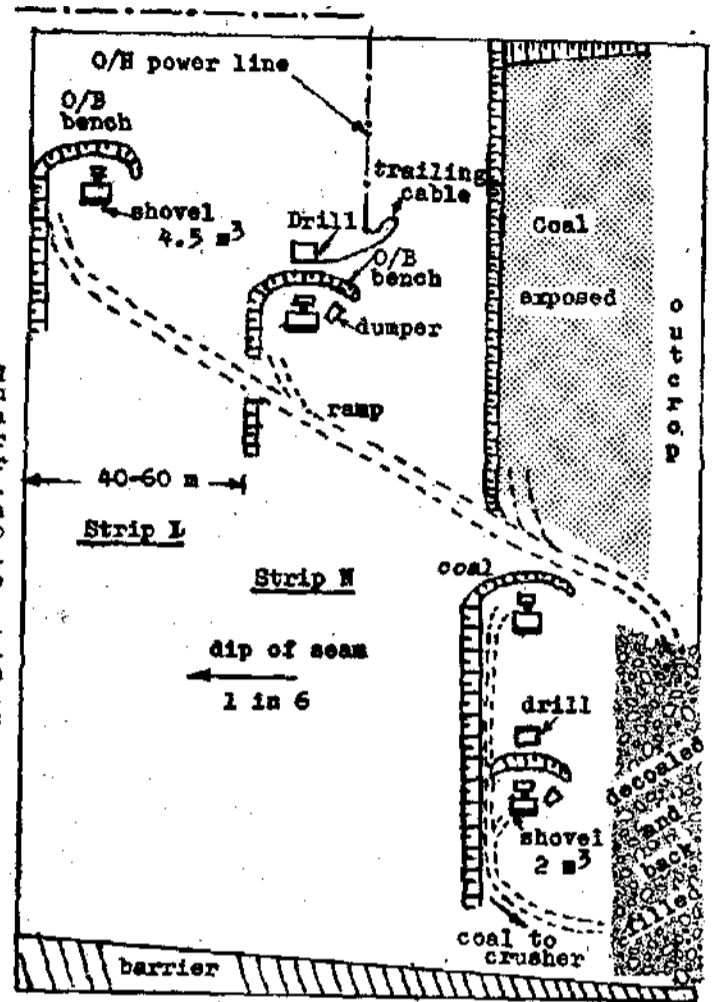 O/H power line
O/B
bench
shovel
4.5 m³
Drill
trailing
cable
O/B
bench
dumper
ramp
Coal
exposed
outcrop
40-60 m
Strip L
Strip N
coal
dip of seam
1 in 6
drill
shovel
2 m³
decoaled
and
back
filled
coal to
crusher
barrier